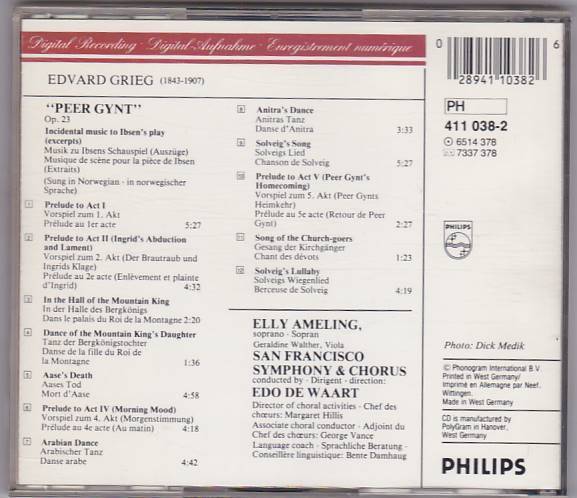 Digital Recording · Digital-Aufnahme · Enregistrement numérique
EDVARD GRIEG (1843-1907)
"PEER GYNT"
Op. 23
Incidental music to Ibsen's play
(excerpts)
Musik zu Ibsens Schauspiel (Auszüge)
Musique de scène pour la pièce de Ibsen
(Extraits)
(Sung in Norwegian · in norwegischer
Sprache)
1 Prelude to Act I
Vorspiel zum 1. Akt
Prélude au 1er acte 5:27
2 Prelude to Act II (Ingrid's Abduction
and Lament)
Vorspiel zum 2. Akt (Der Brautraub und
Ingrids Klage)
Prélude au 2e acte (Enlèvement et plainte
d'Ingrid) 4:32
3 In the Hall of the Mountain King
In der Halle des Bergkönigs
Dans le palais du Roi de la Montagne 2:20
4 Dance of the Mountain King's Daughter
Tanz der Bergkönigstochter
Danse de la fille du Roi de
la Montagne 1:36
5 Aase's Death
Aases Tod
Mort d'Aase 4:58
6 Prelude to Act IV (Morning Mood)
Vorspiel zum 4. Akt (Morgenstimmung)
Prélude au 4e acte (Au matin) 4:18
7 Arabian Dance
Arabischer Tanz
Danse arabe 4:42
8 Anitra's Dance
Anitras Tanz
Danse d'Anitra 3:33
9 Solveig's Song
Solveigs Lied
Chanson de Solveig 5:27
10 Prelude to Act V (Peer Gynt's
Homecoming)
Vorspiel zum 5. Akt (Peer Gynts
Heimkehr)
Prélude au 5e acte (Retour de Peer
Gynt) 2:27
11 Song of the Church-goers
Gesang der Kirchgänger
Chant des dévots 1:23
12 Solveig's Lullaby
Solveigs Wiegenlied
Berceuse de Solveig 4:19
ELLY AMELING,
soprano · Sopran
Geraldine Walther, Viola
SAN FRANCISCO
SYMPHONY & CHORUS
conducted by · Dirigent · direction:
EDO DE WAART
Director of choral activities · Chef des
chœurs: Margaret Hillis
Associate choral conductor · Adjoint du
Chef des chœurs: George Vance
Language coach · Sprachliche Beratung ·
Conseillère linguistique: Bente Damhaug
0 28941 10382 6
PH
411 038-2
6514 378
7337 378
PHILIPS
Photo: Dick Medik
© Phonogram International B.V.
Printed in West Germany/
Imprimé en Allemagne par Neef,
Wittingen.
Made in West Germany
CD is manufactured by
PolyGram in Hanover,
West Germany
PHILIPS